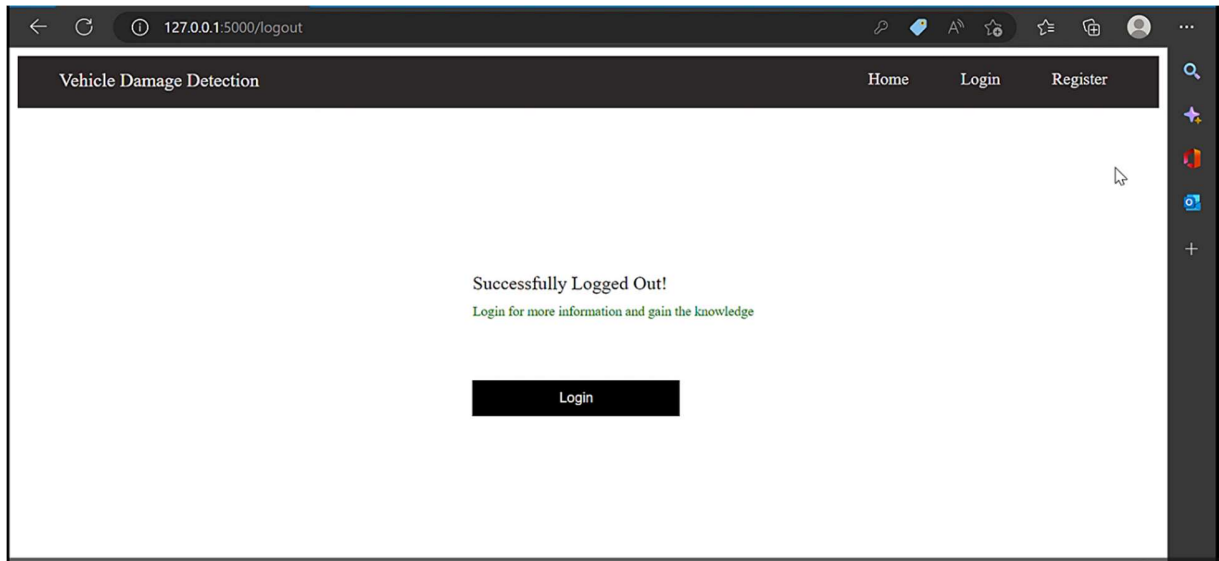 127.0.0.1:5000/logout
Vehicle Damage Detection Home Login Register
Successfully Logged Out!
Login for more information and gain the knowledge
Login